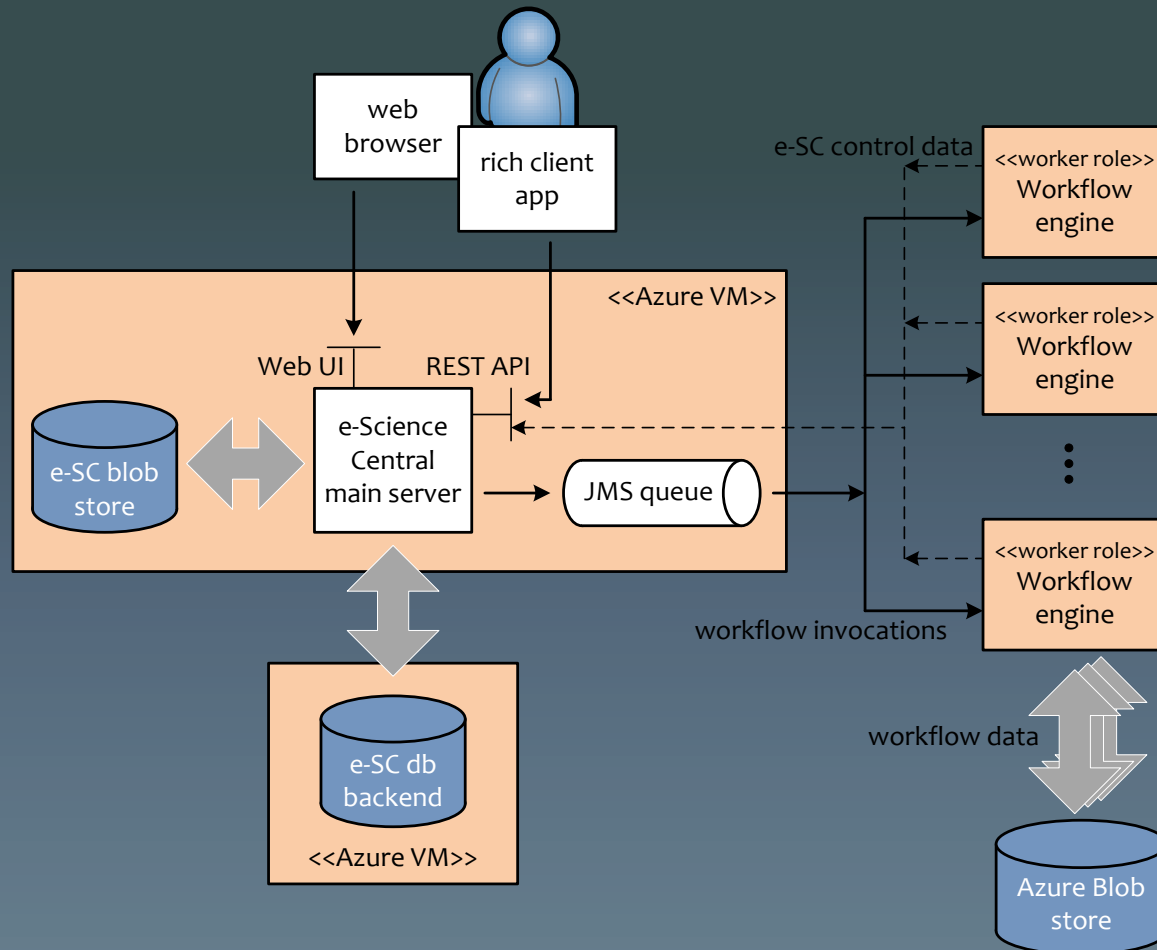 web
browser
rich client
app
e-SC control data
<<worker role>>
Workflow
engine
<<Azure VM>>
<<worker role>>
Workflow
engine
Web UI
REST API
e-Science
Central
main server
e-SC blob
store
JMS queue
<<worker role>>
Workflow
engine
workflow invocations
workflow data
e-SC db
backend
<<Azure VM>>
Azure Blob
store